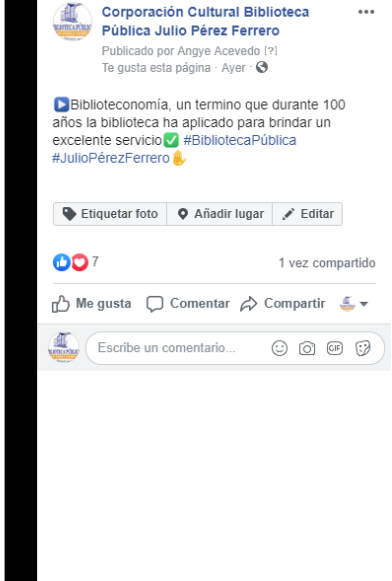 Corporación Cultural Biblioteca
Pública Julio Pérez Ferrero
Publicado por Angye Acevedo [?]
Te gusta esta página · Ayer ·
Biblioteconomía, un termino que durante 100
años la biblioteca ha aplicado para brindar un
excelente servicio✅ #BibliotecaPública
#JulioPérezFerrero✋
Etiquetar foto Añadir lugar Editar
7 1 vez compartido
Me gusta Comentar Compartir
Escribe un comentario... GIF